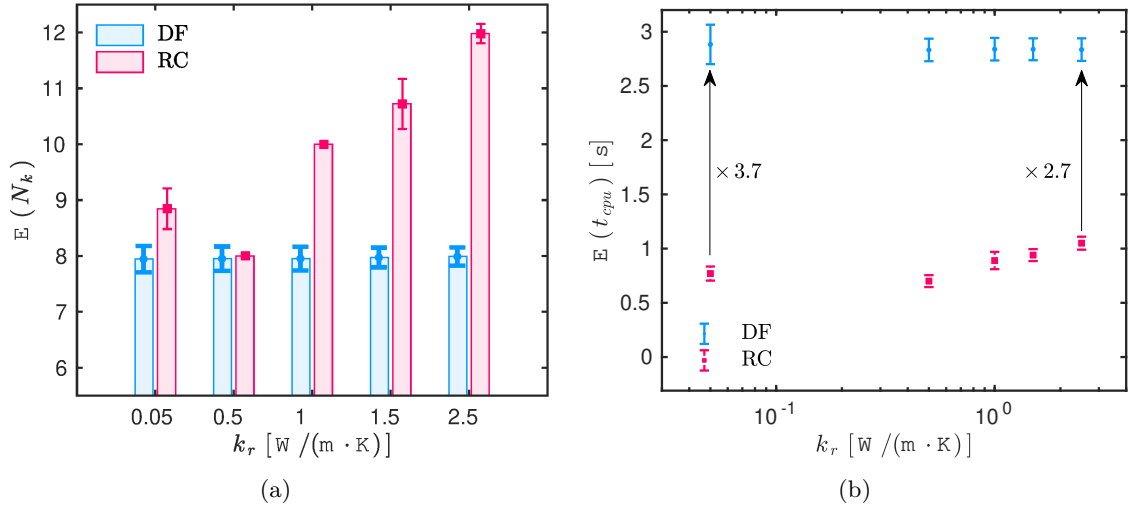 DF
RC
12
11
10
9
8
7
6
E ( N_k )
0.05 0.5 1 1.5 2.5
k_r [ W /(m · K)]
(a)
3
2.5
2
1.5
1
0.5
0
E ( t_cpu ) [s]
× 3.7
× 2.7
DF
RC
10^-1 10^0
k_r [ W /(m · K)]
(b)